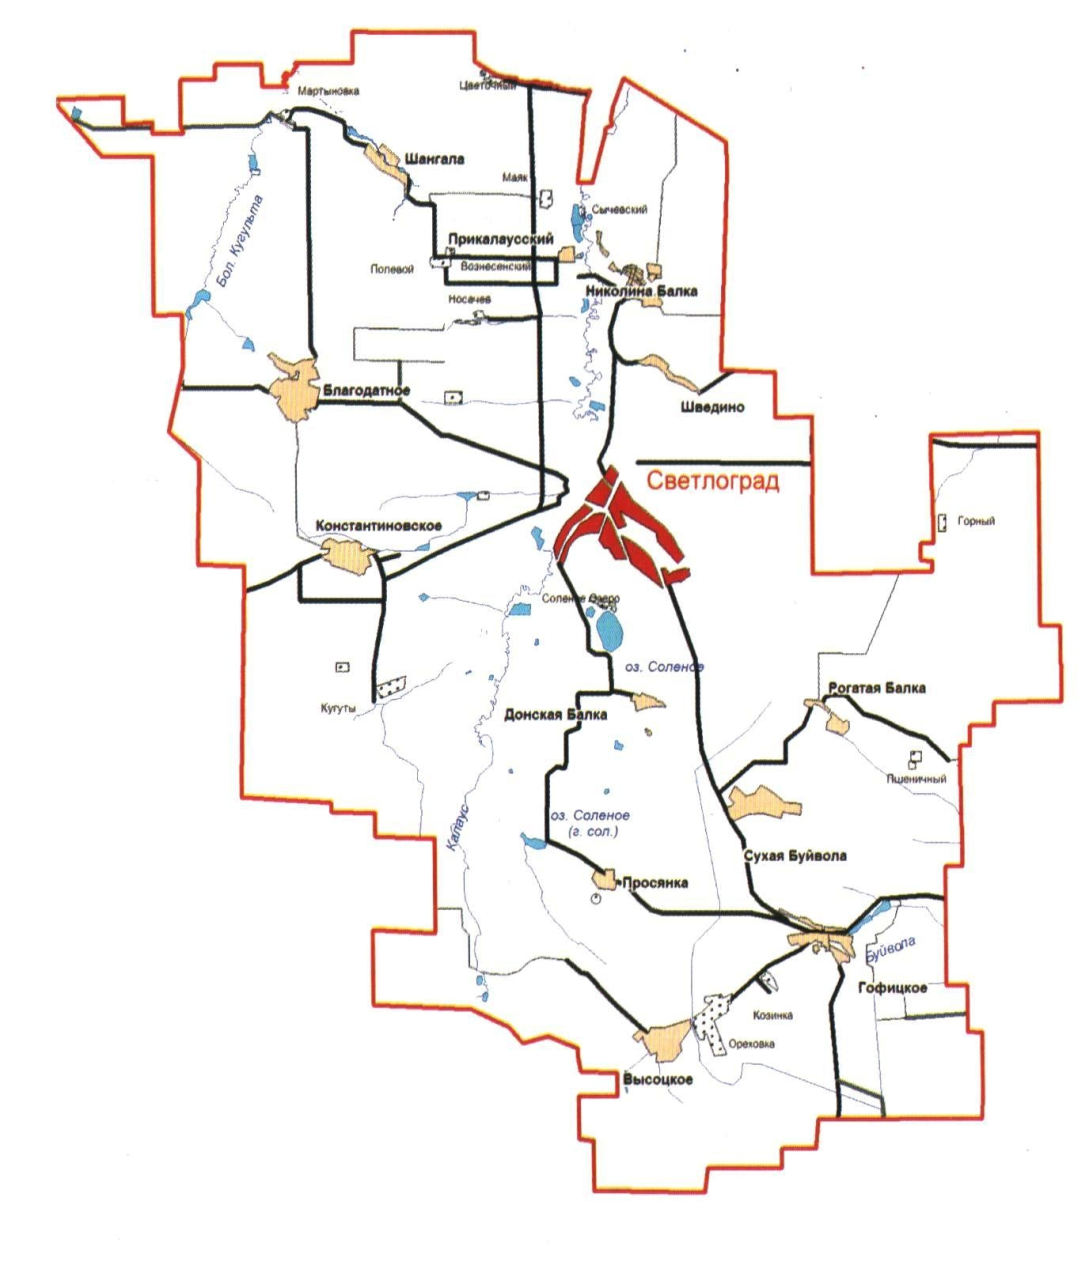 Цветочный
Мартыновка
Шангала
Маяк
Сычевский
Бол. Кугульта
Прикалаусский
Полевой
Вознесенский
Николина Балка
Носачев
Благодатное
Шведино
Светлоград
Константиновское
Горный
Соленое Озеро
оз. Соленое
Рогатая Балка
Кугуты
Донская Балка
Пшеничный
оз. Соленое
(г. сол.)
Калаус
Сухая Буйвола
Просянка
Буйвола
Гофицкое
Козинка
Ореховка
Высоцкое